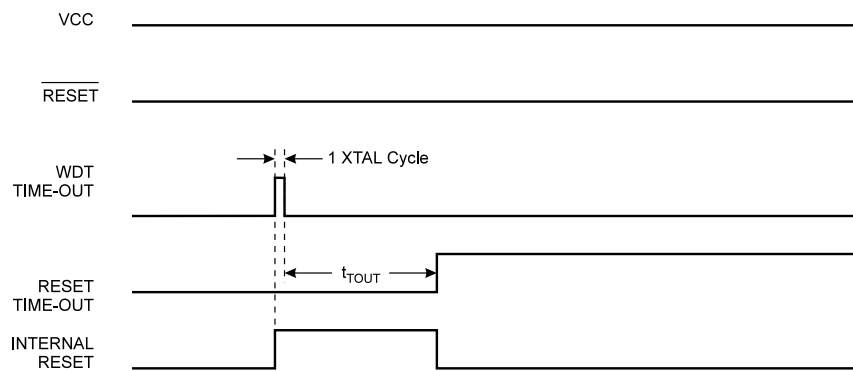 VCC
RESET
1 XTAL Cycle
WDT
TIME-OUT
tTOUT
RESET
TIME-OUT
INTERNAL
RESET